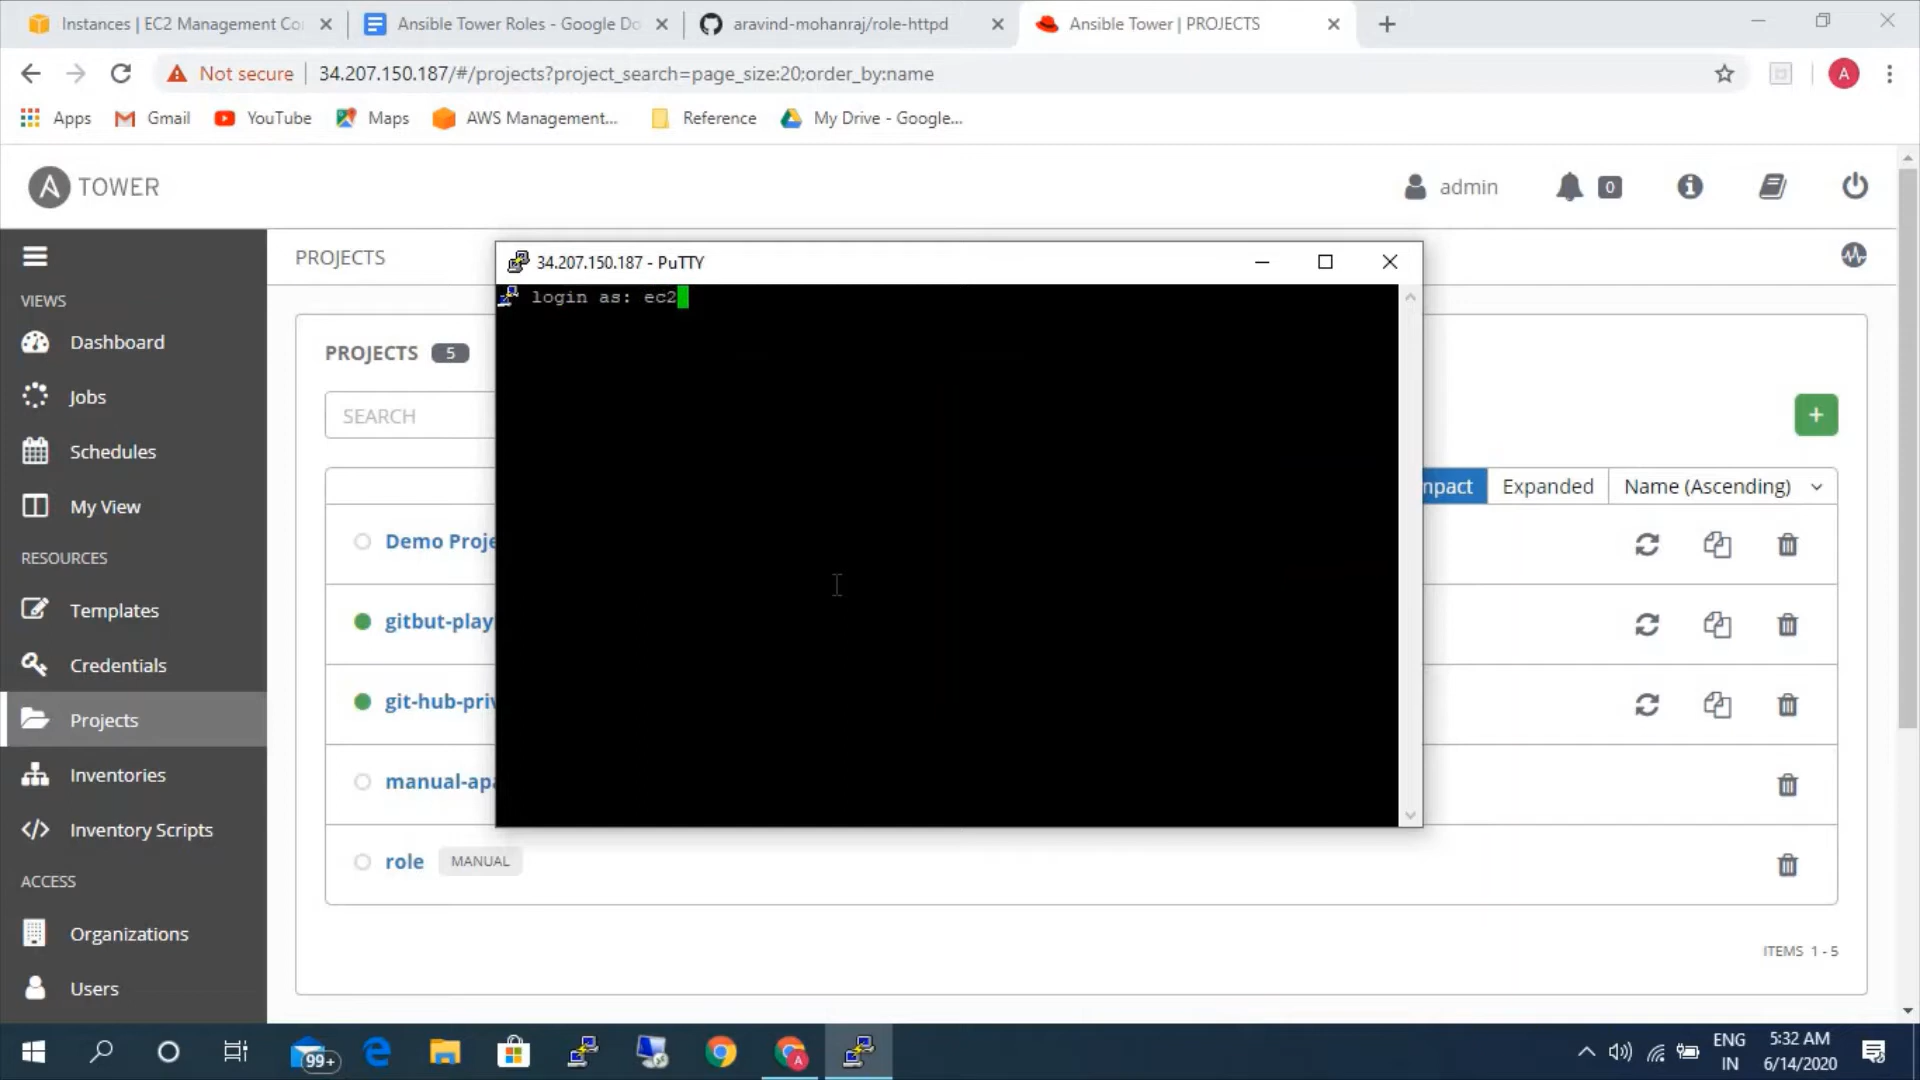 Instances | EC2 Management Co
Ansible Tower Roles - Google Do
aravind-mohanraj/role-httpd
Ansible Tower | PROJECTS
Not secure
34.207.150.187/#/projects?project_search=page_size:20;order_by:name
A
Apps
Gmail
YouTube
Maps
AWS Management...
Reference
My Drive - Google...
A TOWER
admin
0
VIEWS
Dashboard
Jobs
Schedules
My View
RESOURCES
Templates
Credentials
Projects
Inventories
Inventory Scripts
ACCESS
Organizations
Users
PROJECTS
PROJECTS 5
SEARCH
mpact
Expanded
Name (Ascending)
Demo Proje
gitbut-play
git-hub-priv
manual-apa
role MANUAL
ITEMS 1 - 5
34.207.150.187 - PuTTY
login as: ec2
99+
A
ENG
IN
5:32 AM
6/14/2020